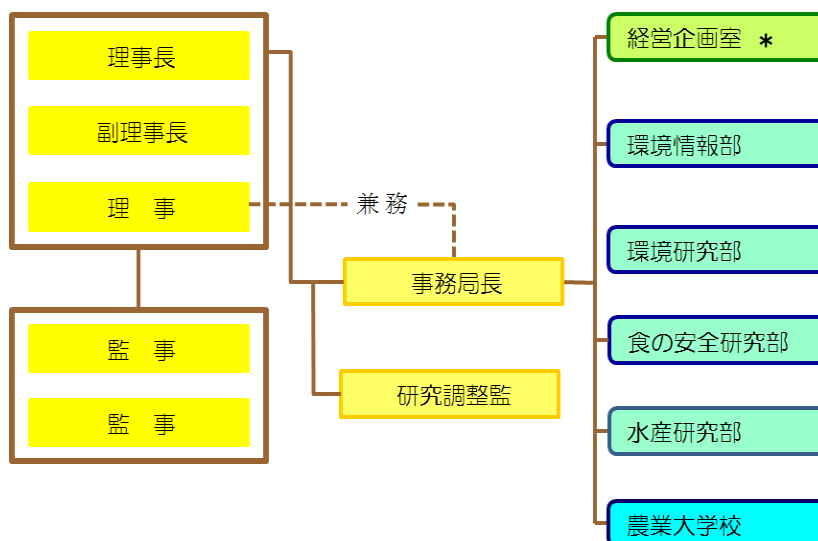 理事長
副理事長
理　事
監　事
監　事
兼務
事務局長
研究調整監
経営企画室　*
環境情報部
環境研究部
食の安全研究部
水産研究部
農業大学校